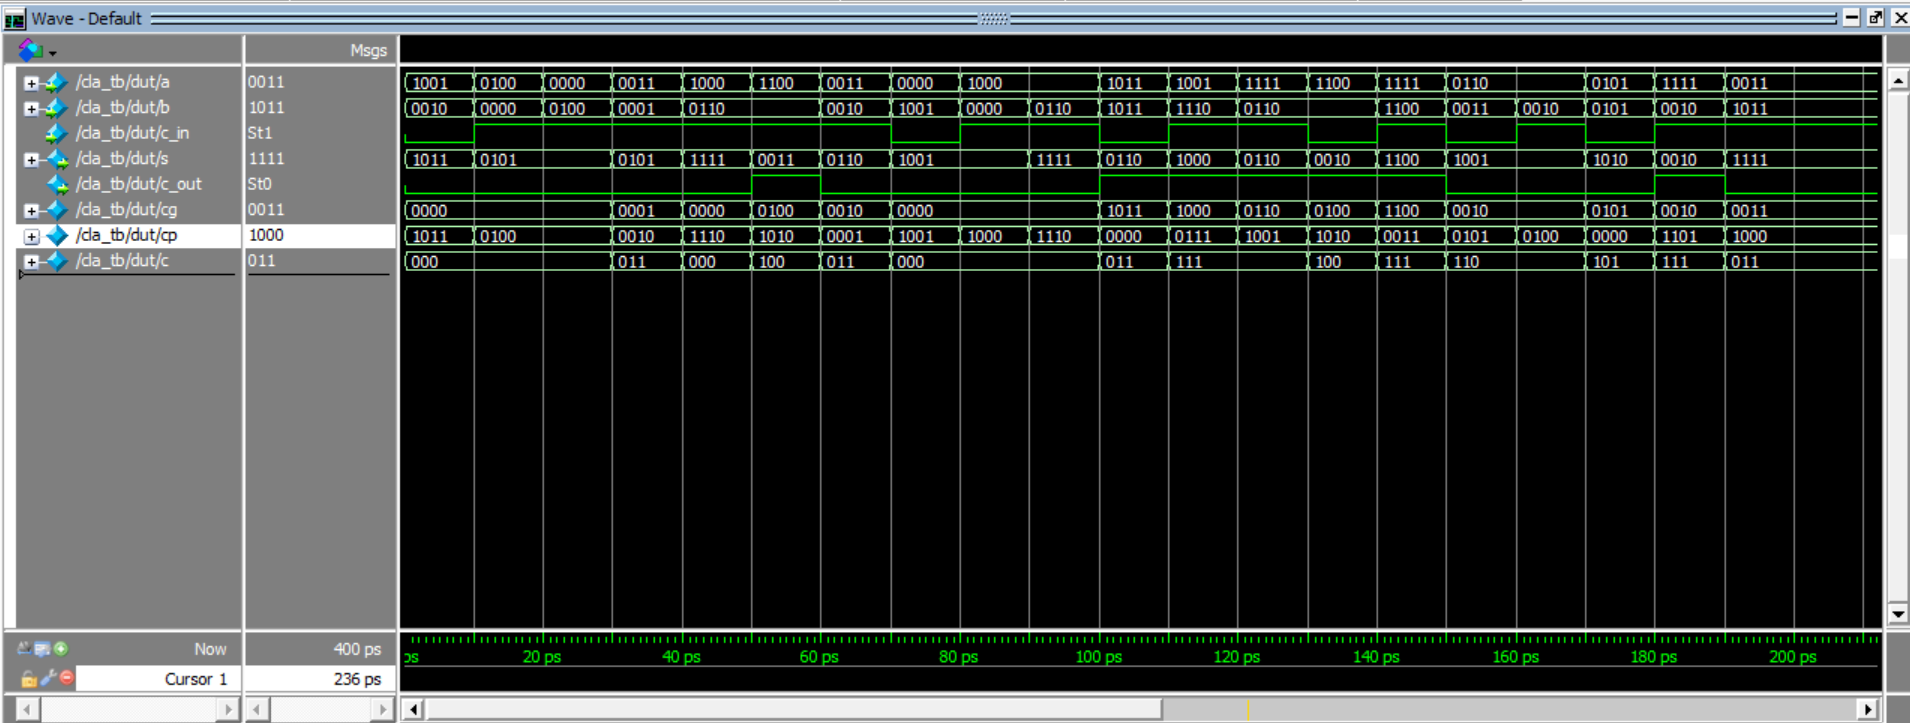 Wave - Default
Msgs
/cla_tb/dut/a 0011 1001 0100 0000 0011 1000 1100 0011 0000 1000 1011 1001 1111 1100 1111 0110 0101 1111 0011
/cla_tb/dut/b 1011 0010 0000 0100 0001 0110 0010 1001 0000 0110 1011 1110 0110 1100 0011 0010 0101 0010 1011
/cla_tb/dut/c_in St1
/cla_tb/dut/s 1111 1011 0101 0101 1111 0011 0110 1001 1111 0110 1000 0110 0010 1100 1001 1010 0010 1111
/cla_tb/dut/c_out St0
/cla_tb/dut/cg 0011 0000 0001 0000 0100 0010 0000 1011 1000 0110 0100 1100 0010 0101 0010 0011
/cla_tb/dut/cp 1000 1011 0100 0010 1110 1010 0001 1001 1000 1110 0000 0111 1001 1010 0011 0101 0100 0000 1101 1000
/cla_tb/dut/c 011 000 011 000 100 011 000 011 111 100 111 110 101 111 011
Now 400 ps ps 20 ps 40 ps 60 ps 80 ps 100 ps 120 ps 140 ps 160 ps 180 ps 200 ps
Cursor 1 236 ps